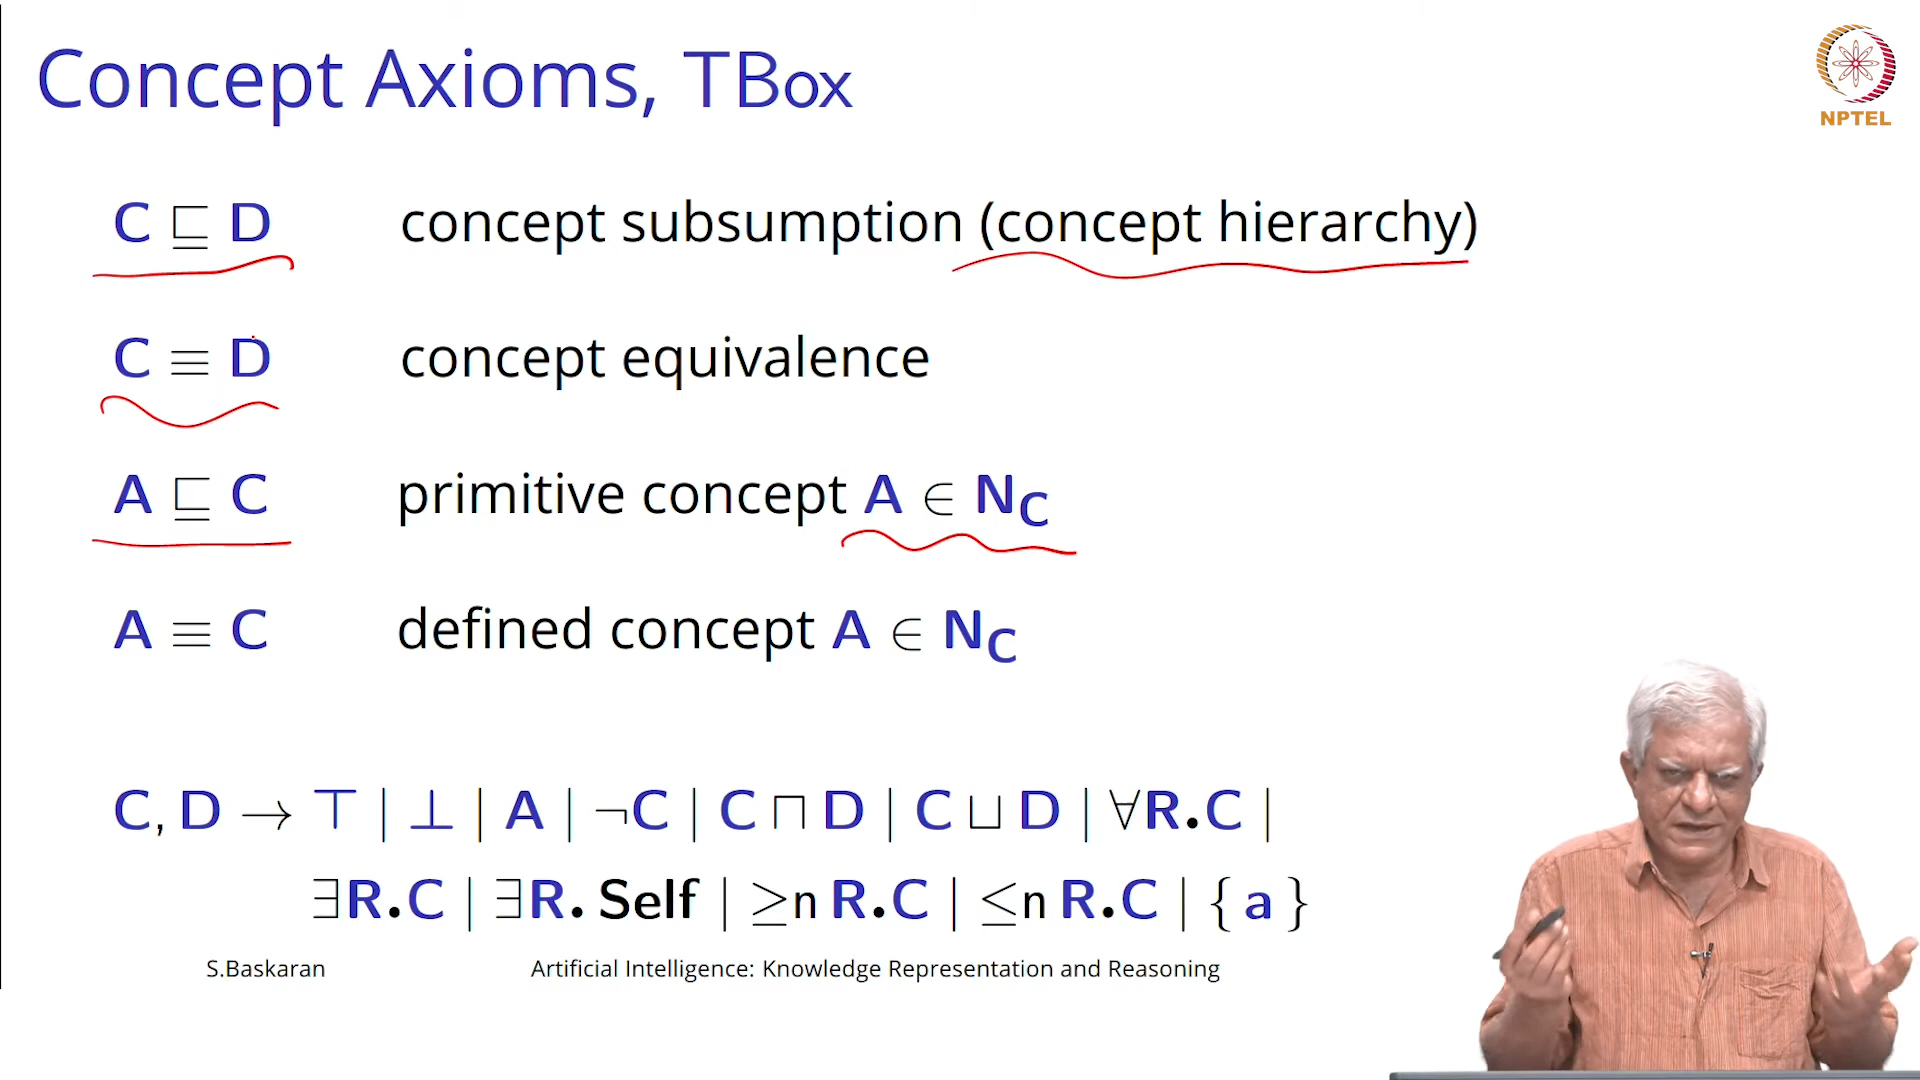 Concept Axioms, TBox
NPTEL
C ⊑ D concept subsumption (concept hierarchy)
C ≡ D concept equivalence
A ⊑ C primitive concept A ∈ N_C
A ≡ C defined concept A ∈ N_C
C, D → ⊤ | ⊥ | A | ¬C | C ⊓ D | C ⊔ D | ∀R.C |
∃R.C | ∃R. Self | ≥n R.C | ≤n R.C | { a }
S.Baskaran Artificial Intelligence: Knowledge Representation and Reasoning